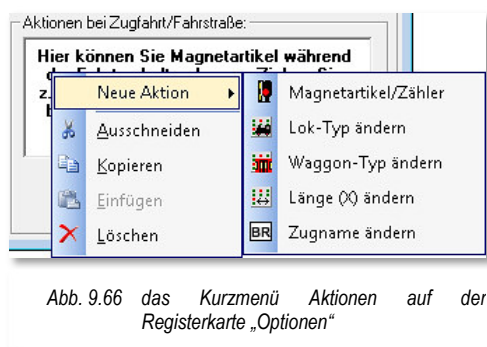 Aktionen bei Zugfahrt/Fahrstraße:
Hier können Sie Magnetartikel während
z.
Neue Aktion
Ausschneiden
Kopieren
Einfügen
Löschen
Magnetartikel/Zähler
Lok-Typ ändern
Waggon-Typ ändern
Länge (X) ändern
BR Zugname ändern
Abb. 9.66 das Kurzmenü Aktionen auf der
Registerkarte „Optionen“